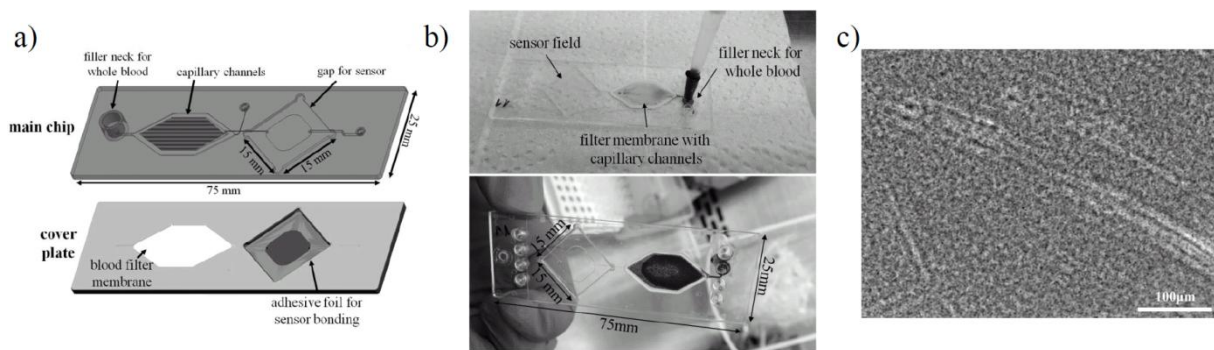 a)
filler neck for
whole blood
capillary channels
gap for sensor
main chip
25 mm
15 mm
15 mm
75 mm
cover
plate
blood filter
membrane
adhesive foil for
sensor bonding
b)
sensor field
filler neck for
whole blood
filter membrane with
capillary channels
15 mm
15 mm
25mm
75mm
c)
100µm